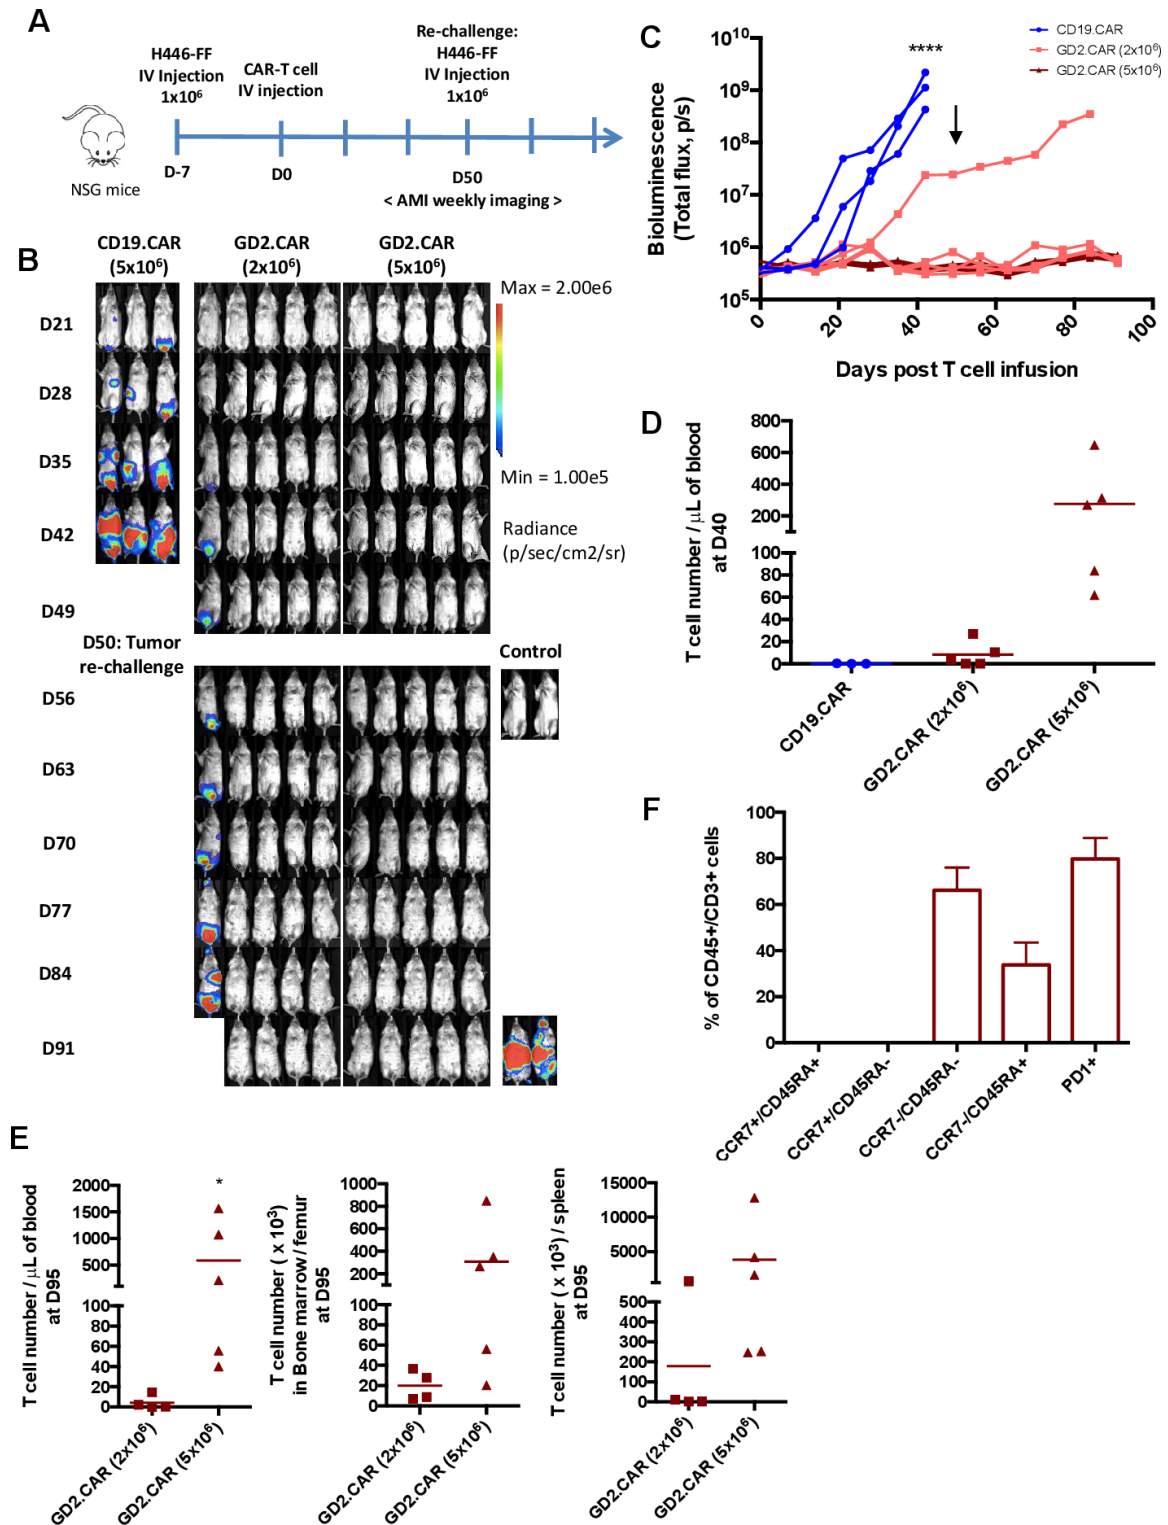 A
H446-FF
IV Injection
1x10⁶
CAR-T cell
IV injection
Re-challenge:
H446-FF
IV Injection
1x10⁶
NSG mice
D-7
D0
D50
< AMI weekly imaging >
B
CD19.CAR
(5x10⁶)
GD2.CAR
(2x10⁶)
GD2.CAR
(5x10⁶)
D21
D28
D35
D42
D49
D50: Tumor
re-challenge
D56
D63
D70
D77
D84
D91
Max = 2.00e6
Min = 1.00e5
Radiance
(p/sec/cm2/sr)
Control
C
CD19.CAR
GD2.CAR (2x10⁶)
GD2.CAR (5x10⁶)
****
Bioluminescence
(Total flux, p/s)
10¹⁰
10⁹
10⁸
10⁷
10⁶
10⁵
0
20
40
60
80
100
Days post T cell infusion
D
T cell number / μL of blood
at D40
800
600
400
200
100
80
60
40
20
0
CD19.CAR
GD2.CAR (2x10⁶)
GD2.CAR (5x10⁶)
F
% of CD45+/CD3+ cells
100
80
60
40
20
0
CCR7+/CD45RA+
CCR7+/CD45RA-
CCR7-/CD45RA-
CCR7-/CD45RA+
PD1+
E
T cell number / μL of blood
at D95
2000
1500
1000
500
100
80
60
40
20
0
*
GD2.CAR (2x10⁶)
GD2.CAR (5x10⁶)
T cell number ( x 10³)
in Bone marrow / femur
at D95
1000
800
600
400
200
100
80
60
40
20
0
GD2.CAR (2x10⁶)
GD2.CAR (5x10⁶)
T cell number ( x 10³) / spleen
at D95
15000
10000
5000
500
400
300
200
100
0
GD2.CAR (2x10⁶)
GD2.CAR (5x10⁶)